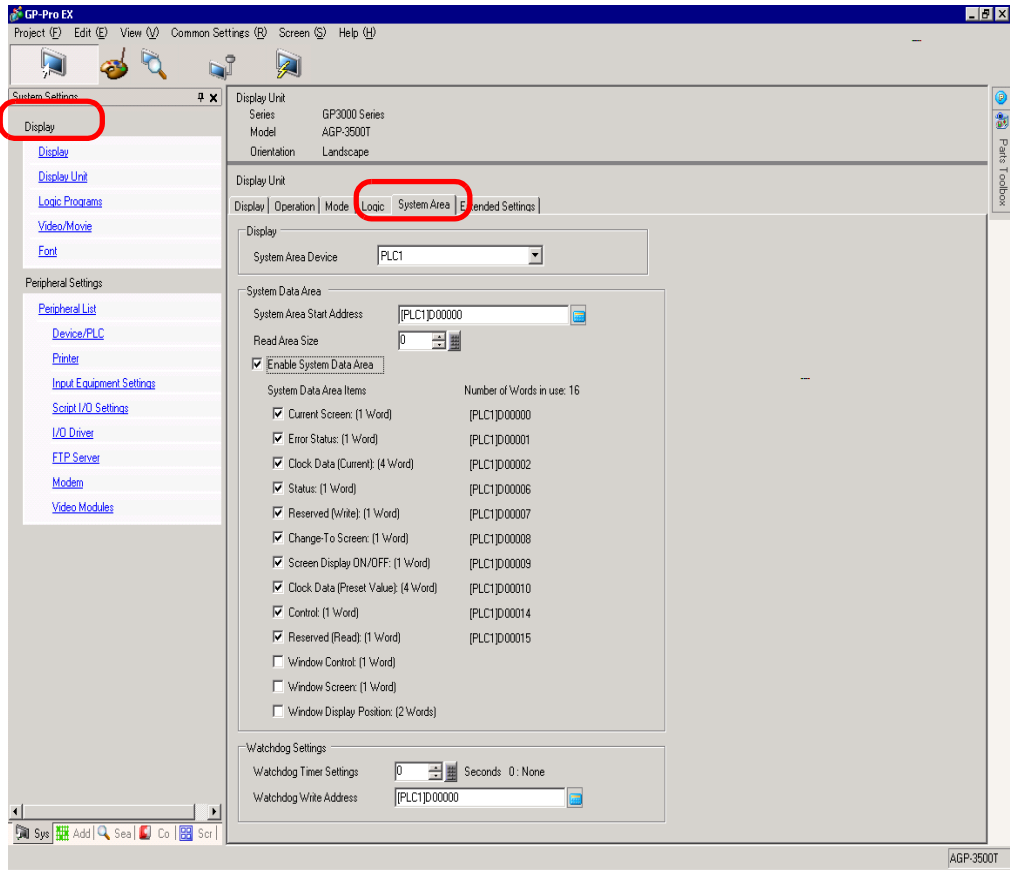 GP-Pro EX
Project (F) Edit (E) View (V) Common Settings (R) Screen (S) Help (H)
System Settings
Display
Display
Display Unit
Logic Programs
Video/Movie
Font
Peripheral Settings
Peripheral List
Device/PLC
Printer
Input Equipment Settings
Script I/O Settings
I/O Driver
FTP Server
Modem
Video Modules
Sys Add Sea Co Scr
Display Unit
Series GP3000 Series
Model AGP-3500T
Orientation Landscape
Display Unit
Display Operation Mode Logic System Area Extended Settings
Display
System Area Device PLC1
System Data Area
System Area Start Address [PLC1]D00000
Read Area Size 0
Enable System Data Area
System Data Area Items Number of Words in use: 16
Current Screen: (1 Word) [PLC1]D00000
Error Status: (1 Word) [PLC1]D00001
Clock Data (Current): (4 Word) [PLC1]D00002
Status: (1 Word) [PLC1]D00006
Reserved (Write): (1 Word) [PLC1]D00007
Change-To Screen: (1 Word) [PLC1]D00008
Screen Display ON/OFF: (1 Word) [PLC1]D00009
Clock Data (Preset Value): (4 Word) [PLC1]D00010
Control: (1 Word) [PLC1]D00014
Reserved (Read): (1 Word) [PLC1]D00015
Window Control: (1 Word)
Window Screen: (1 Word)
Window Display Position: (2 Words)
Watchdog Settings
Watchdog Timer Settings 0 Seconds 0 : None
Watchdog Write Address [PLC1]D00000
Parts Toolbox
AGP-3500T